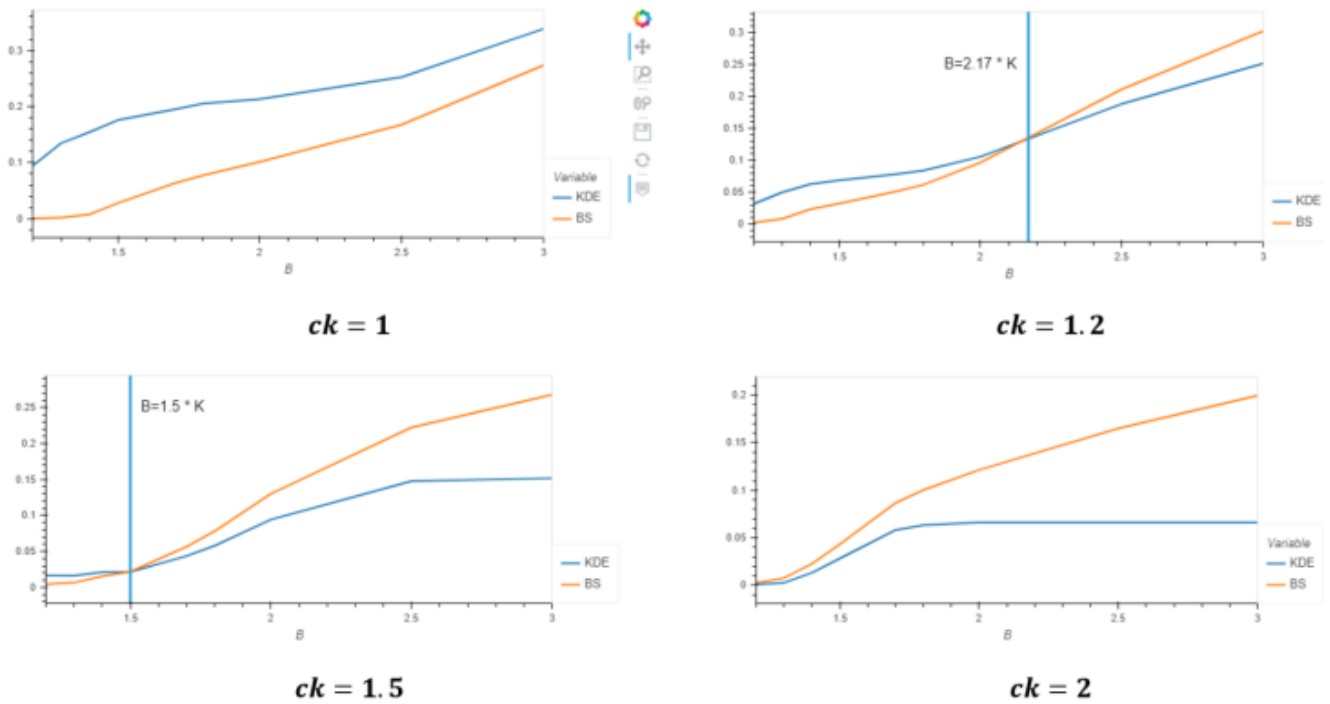 0.3
0.2
0.1
0
1.5
2
2.5
3
B
Variable
KDE
BS
ck = 1
0.3
0.25
0.2
0.15
0.1
0.05
0
B=2.17 * K
1.5
2
2.5
3
B
KDE
BS
ck = 1.2
0.25
0.2
0.15
0.1
0.05
0
B=1.5 * K
1.5
2
2.5
3
B
KDE
BS
ck = 1.5
0.2
0.15
0.1
0.05
0
1.5
2
2.5
3
B
Variable
KDE
BS
ck = 2